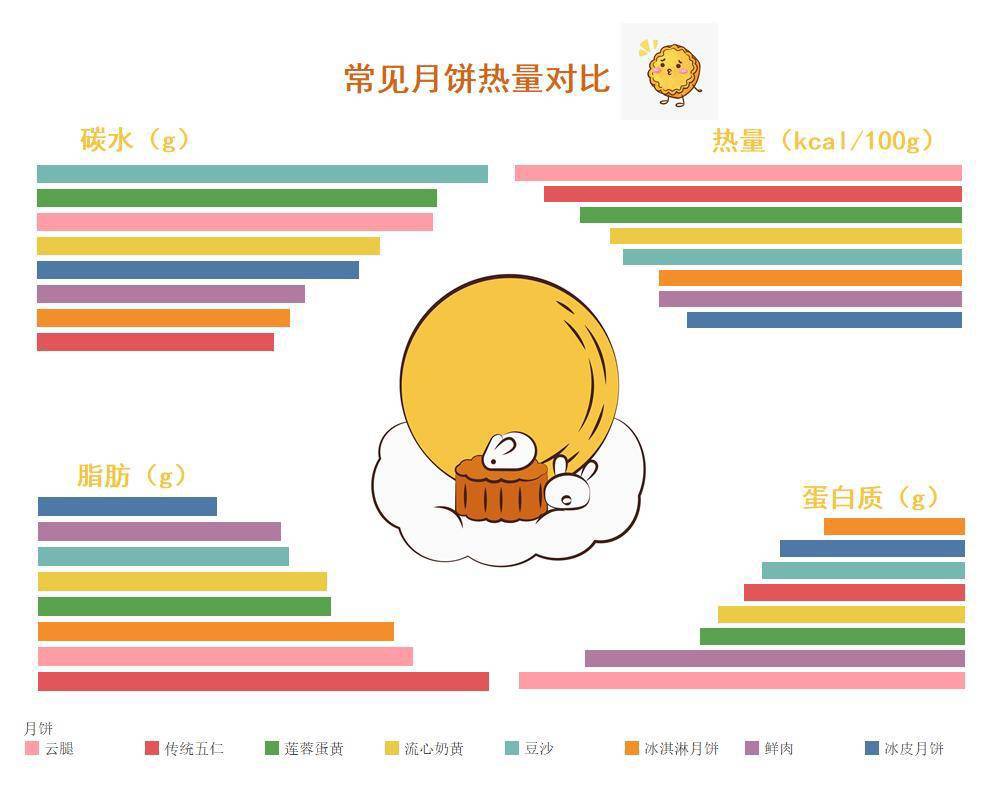 常见月饼热量对比
碳水（g）
热量（kcal/100g）
脂肪（g）
蛋白质（g）
月饼
云腿 传统五仁 莲蓉蛋黄 流心奶黄 豆沙 冰淇淋月饼 鲜肉 冰皮月饼